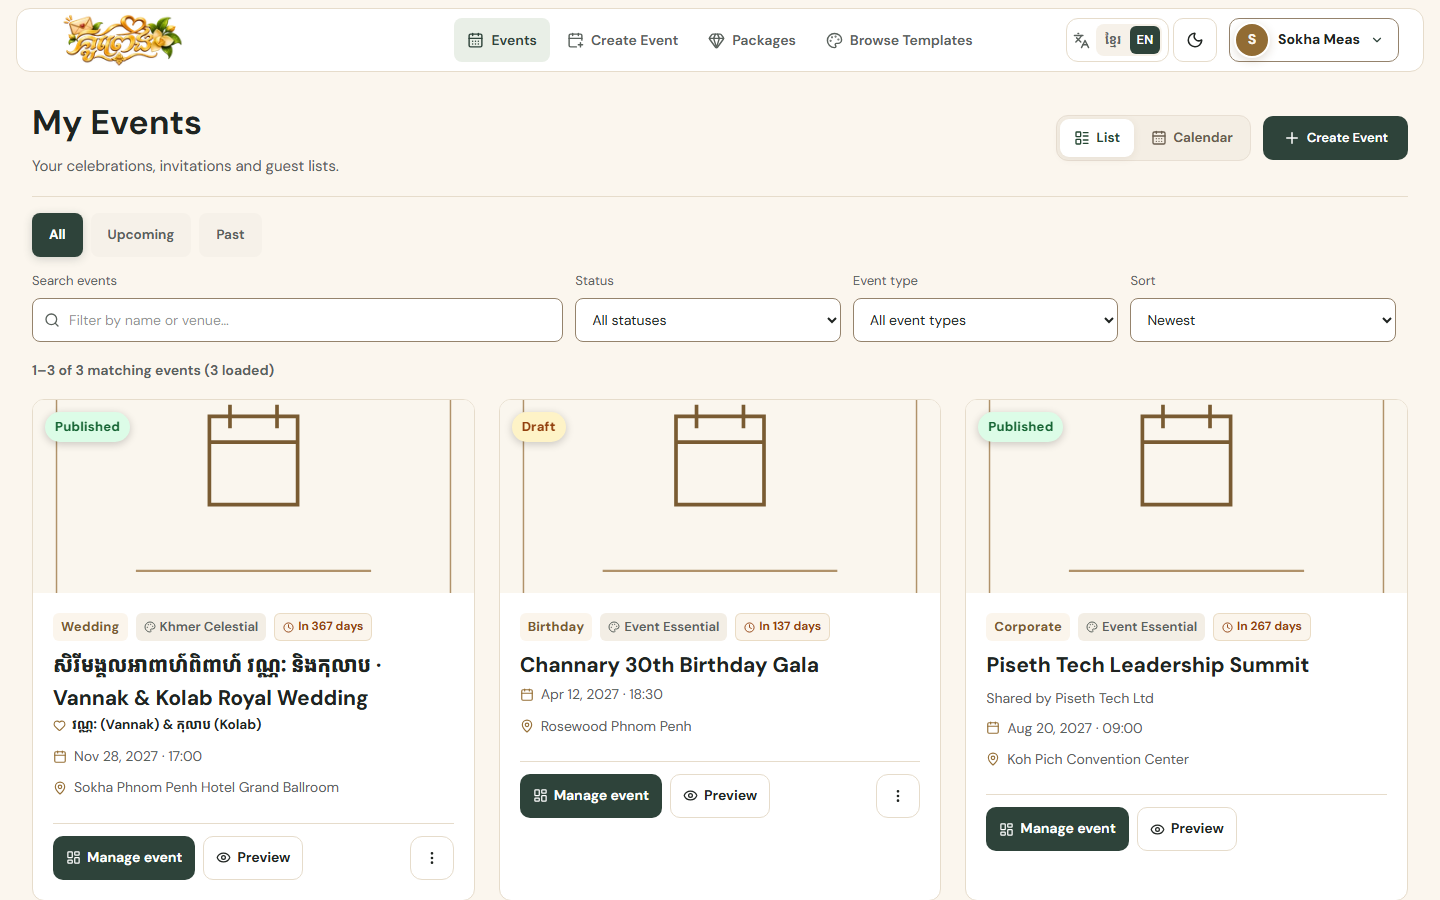 Events
Create Event
Packages
Browse Templates
ខ្មែរ
EN
S
Sokha Meas
My Events
Your celebrations, invitations and guest lists.
List
Calendar
Create Event
All
Upcoming
Past
Search events
Status
Event type
Sort
Filter by name or venue...
All statuses
All event types
Newest
1–3 of 3 matching events (3 loaded)
Published
Wedding
Khmer Celestial
In 367 days
សិរីមង្គលអាពាហ៍ពិពាហ៍ វណ្ណៈ និងកុលាប ·
Vannak & Kolab Royal Wedding
វណ្ណៈ (Vannak) & កុលាប (Kolab)
Nov 28, 2027 · 17:00
Sokha Phnom Penh Hotel Grand Ballroom
Manage event
Preview
Draft
Birthday
Event Essential
In 137 days
Channary 30th Birthday Gala
Apr 12, 2027 · 18:30
Rosewood Phnom Penh
Manage event
Preview
Published
Corporate
Event Essential
In 267 days
Piseth Tech Leadership Summit
Shared by Piseth Tech Ltd
Aug 20, 2027 · 09:00
Koh Pich Convention Center
Manage event
Preview